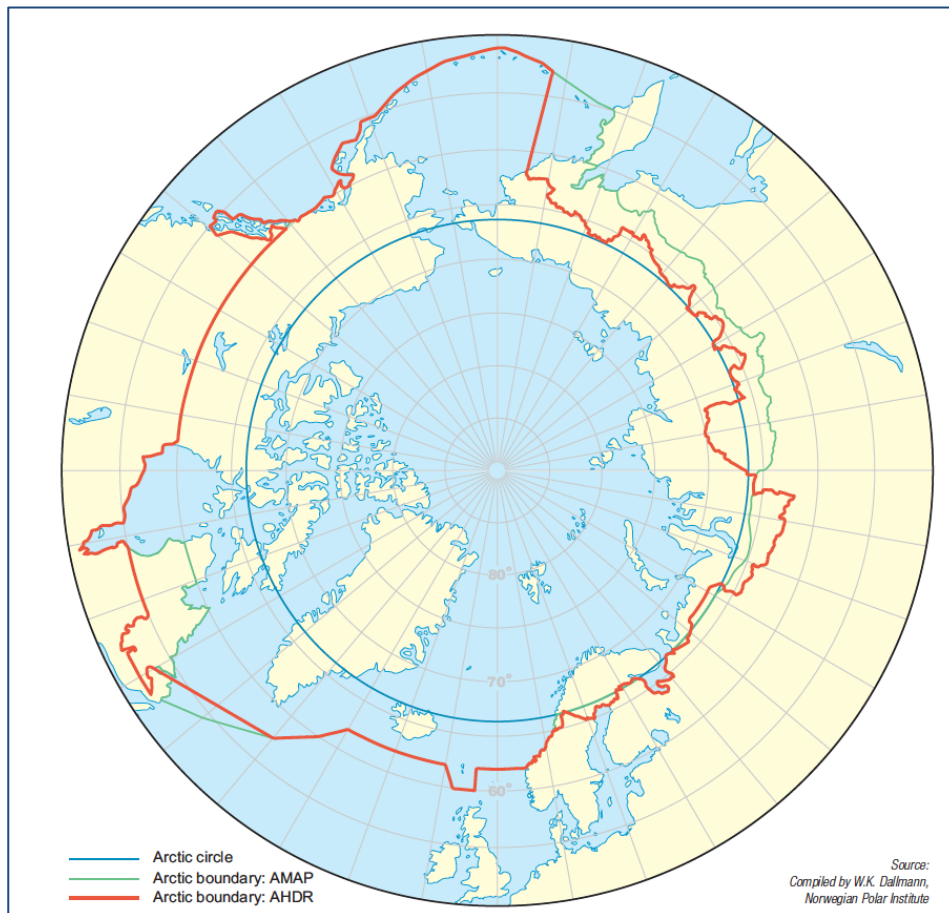 80°
70°
60°
Arctic circle
Arctic boundary: AMAP
Arctic boundary: AHDR
Source:
Compiled by W.K. Dallmann,
Norwegian Polar Institute